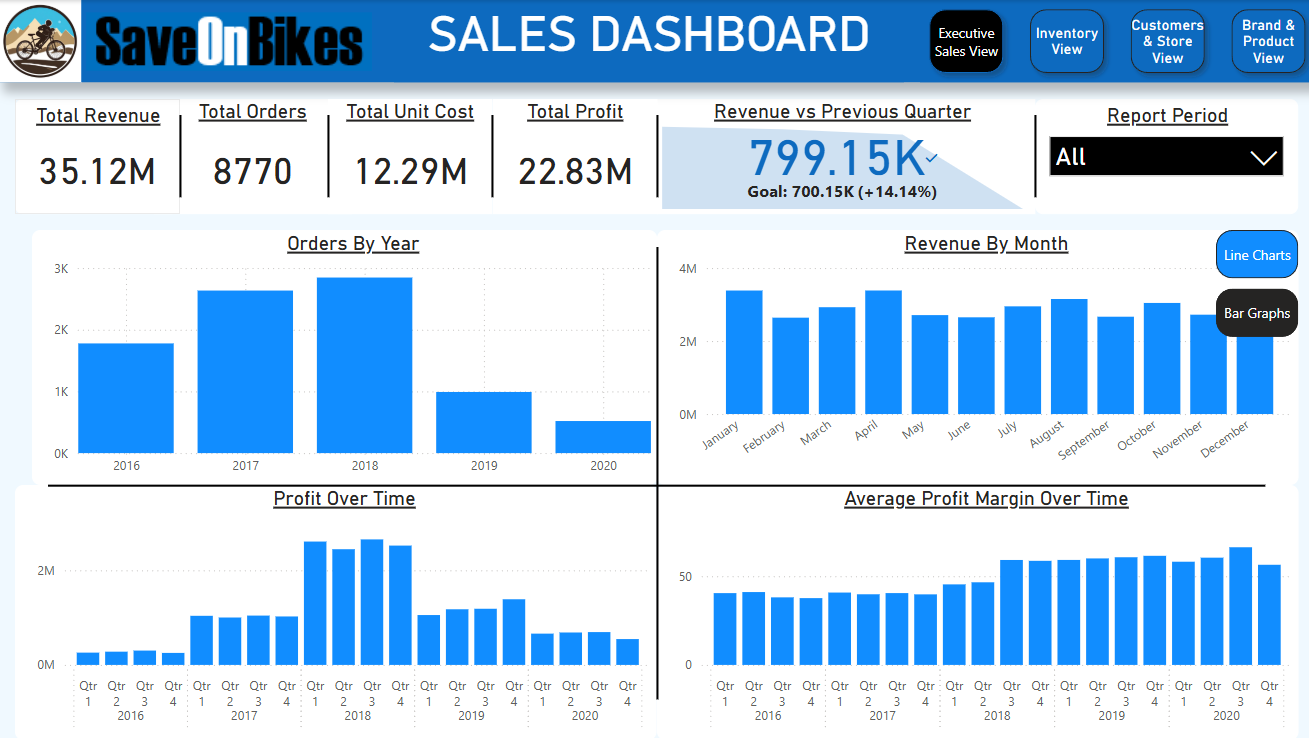 SaveOnBikes
SALES DASHBOARD
Executive
Sales View
Inventory
View
Customers
& Store
View
Brand &
Product
View
Total Revenue
35.12M
Total Orders
8770
Total Unit Cost
12.29M
Total Profit
22.83M
Revenue vs Previous Quarter
799.15K
Goal: 700.15K (+14.14%)
Report Period
All
Orders By Year
3K
2K
1K
0K
2016 2017 2018 2019 2020
Revenue By Month
Line Charts
Bar Graphs
4M
2M
0M
January February March April May June July August September October November December
Profit Over Time
2M
0M
Qtr Qtr Qtr Qtr Qtr Qtr Qtr Qtr Qtr Qtr Qtr Qtr Qtr Qtr Qtr Qtr Qtr Qtr Qtr Qtr
1 2 3 4 1 2 3 4 1 2 3 4 1 2 3 4 1 2 3 4
2016 2017 2018 2019 2020
Average Profit Margin Over Time
50
0
Qtr Qtr Qtr Qtr Qtr Qtr Qtr Qtr Qtr Qtr Qtr Qtr Qtr Qtr Qtr Qtr Qtr Qtr Qtr Qtr
1 2 3 4 1 2 3 4 1 2 3 4 1 2 3 4 1 2 3 4
2016 2017 2018 2019 2020